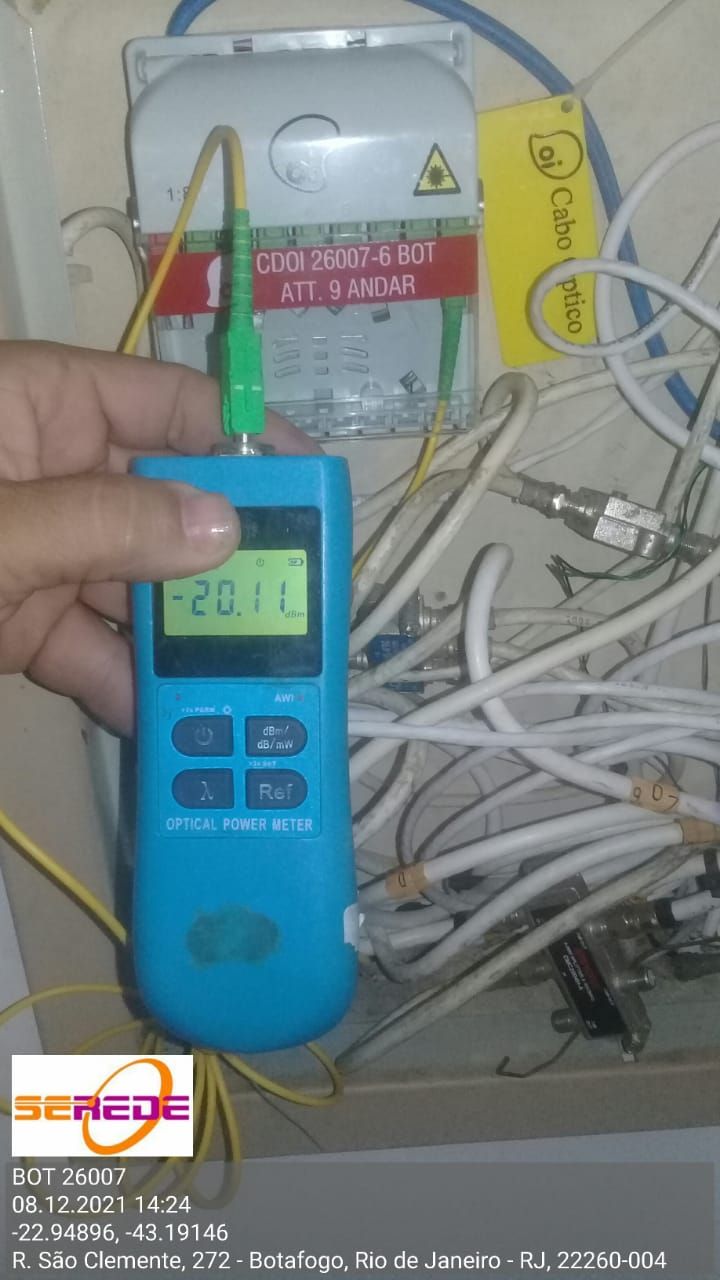 oi
Cabo
CDOI 26007-6 BOT
ATT. 9 ANDAR
-20.11
dBm
AWI
dBm/
dB/mW
λ
Ref
OPTICAL POWER METER
907
SEREDE
BOT 26007
08.12.2021 14:24
-22.94896, -43.19146
R. São Clemente, 272 - Botafogo, Rio de Janeiro - RJ, 22260-004